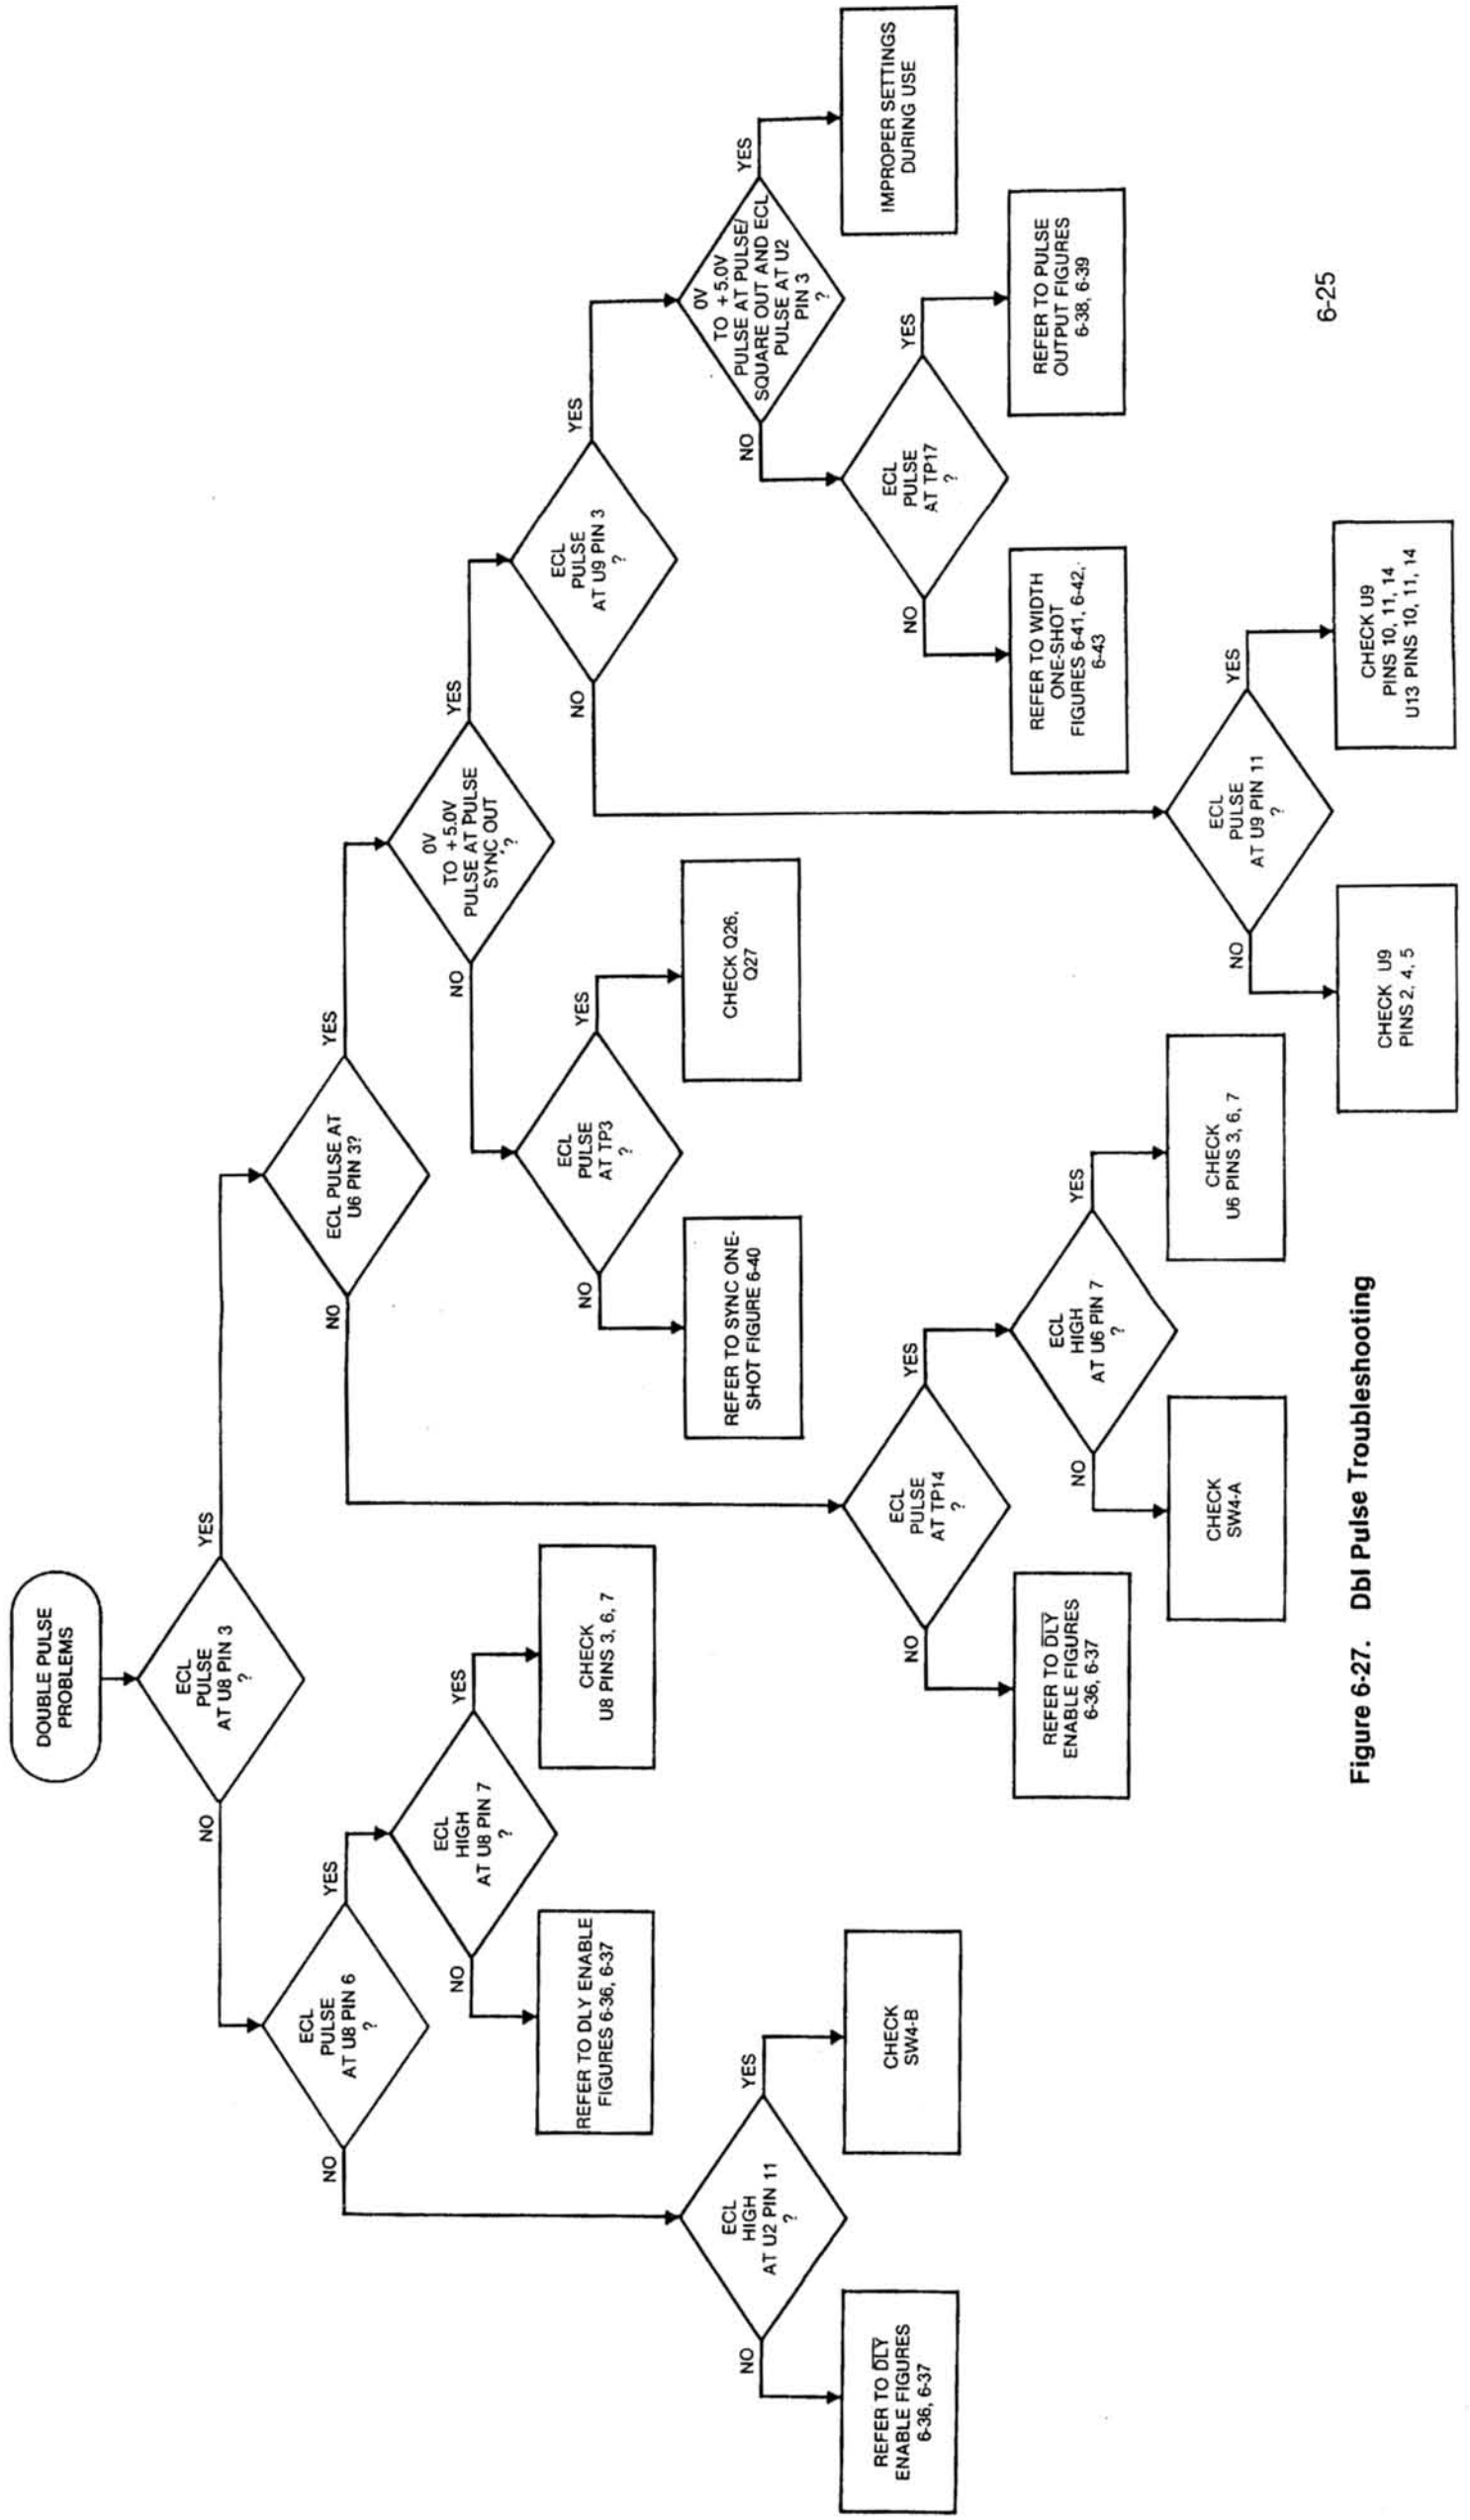 DOUBLE PULSE
PROBLEMS
ECL
PULSE
AT U8 PIN 3
?
NO
YES
ECL
PULSE
AT U8 PIN 6
?
NO
YES
ECL PULSE AT
U6 PIN 3?
NO
YES
ECL
HIGH
AT U8 PIN 7
?
NO
YES
0V
TO +5.0V
PULSE AT PULSE
SYNC OUT
?
NO
YES
REFER TO DLY ENABLE
FIGURES 6-36, 6-37
CHECK
U8 PINS 3, 6, 7
ECL
PULSE
AT TP3
?
NO
YES
ECL
PULSE
AT U9 PIN 3
?
NO
YES
ECL
HIGH
AT U2 PIN 11
?
NO
YES
REFER TO SYNC ONE-
SHOT FIGURE 6-40
CHECK Q26,
Q27
0V
TO +5.0V
PULSE AT PULSE/
SQUARE OUT AND ECL
PULSE AT U2
PIN 3
?
NO
YES
REFER TO D̅L̅Y̅
ENABLE FIGURES
6-36, 6-37
CHECK
SW4-B
ECL
PULSE
AT TP14
?
NO
YES
ECL
PULSE
AT TP17
?
NO
YES
IMPROPER SETTINGS
DURING USE
REFER TO D̅L̅Y̅
ENABLE FIGURES
6-36, 6-37
ECL
HIGH
AT U6 PIN 7
?
NO
YES
REFER TO WIDTH
ONE-SHOT
FIGURES 6-41, 6-42,
6-43
REFER TO PULSE
OUTPUT FIGURES
6-38, 6-39
CHECK
SW4-A
CHECK
U6 PINS 3, 6, 7
ECL
PULSE
AT U9 PIN 11
?
NO
YES
CHECK U9
PINS 2, 4, 5
CHECK U9
PINS 10, 11, 14
U13 PINS 10, 11, 14
Figure 6-27. Dbl Pulse Troubleshooting
6-25